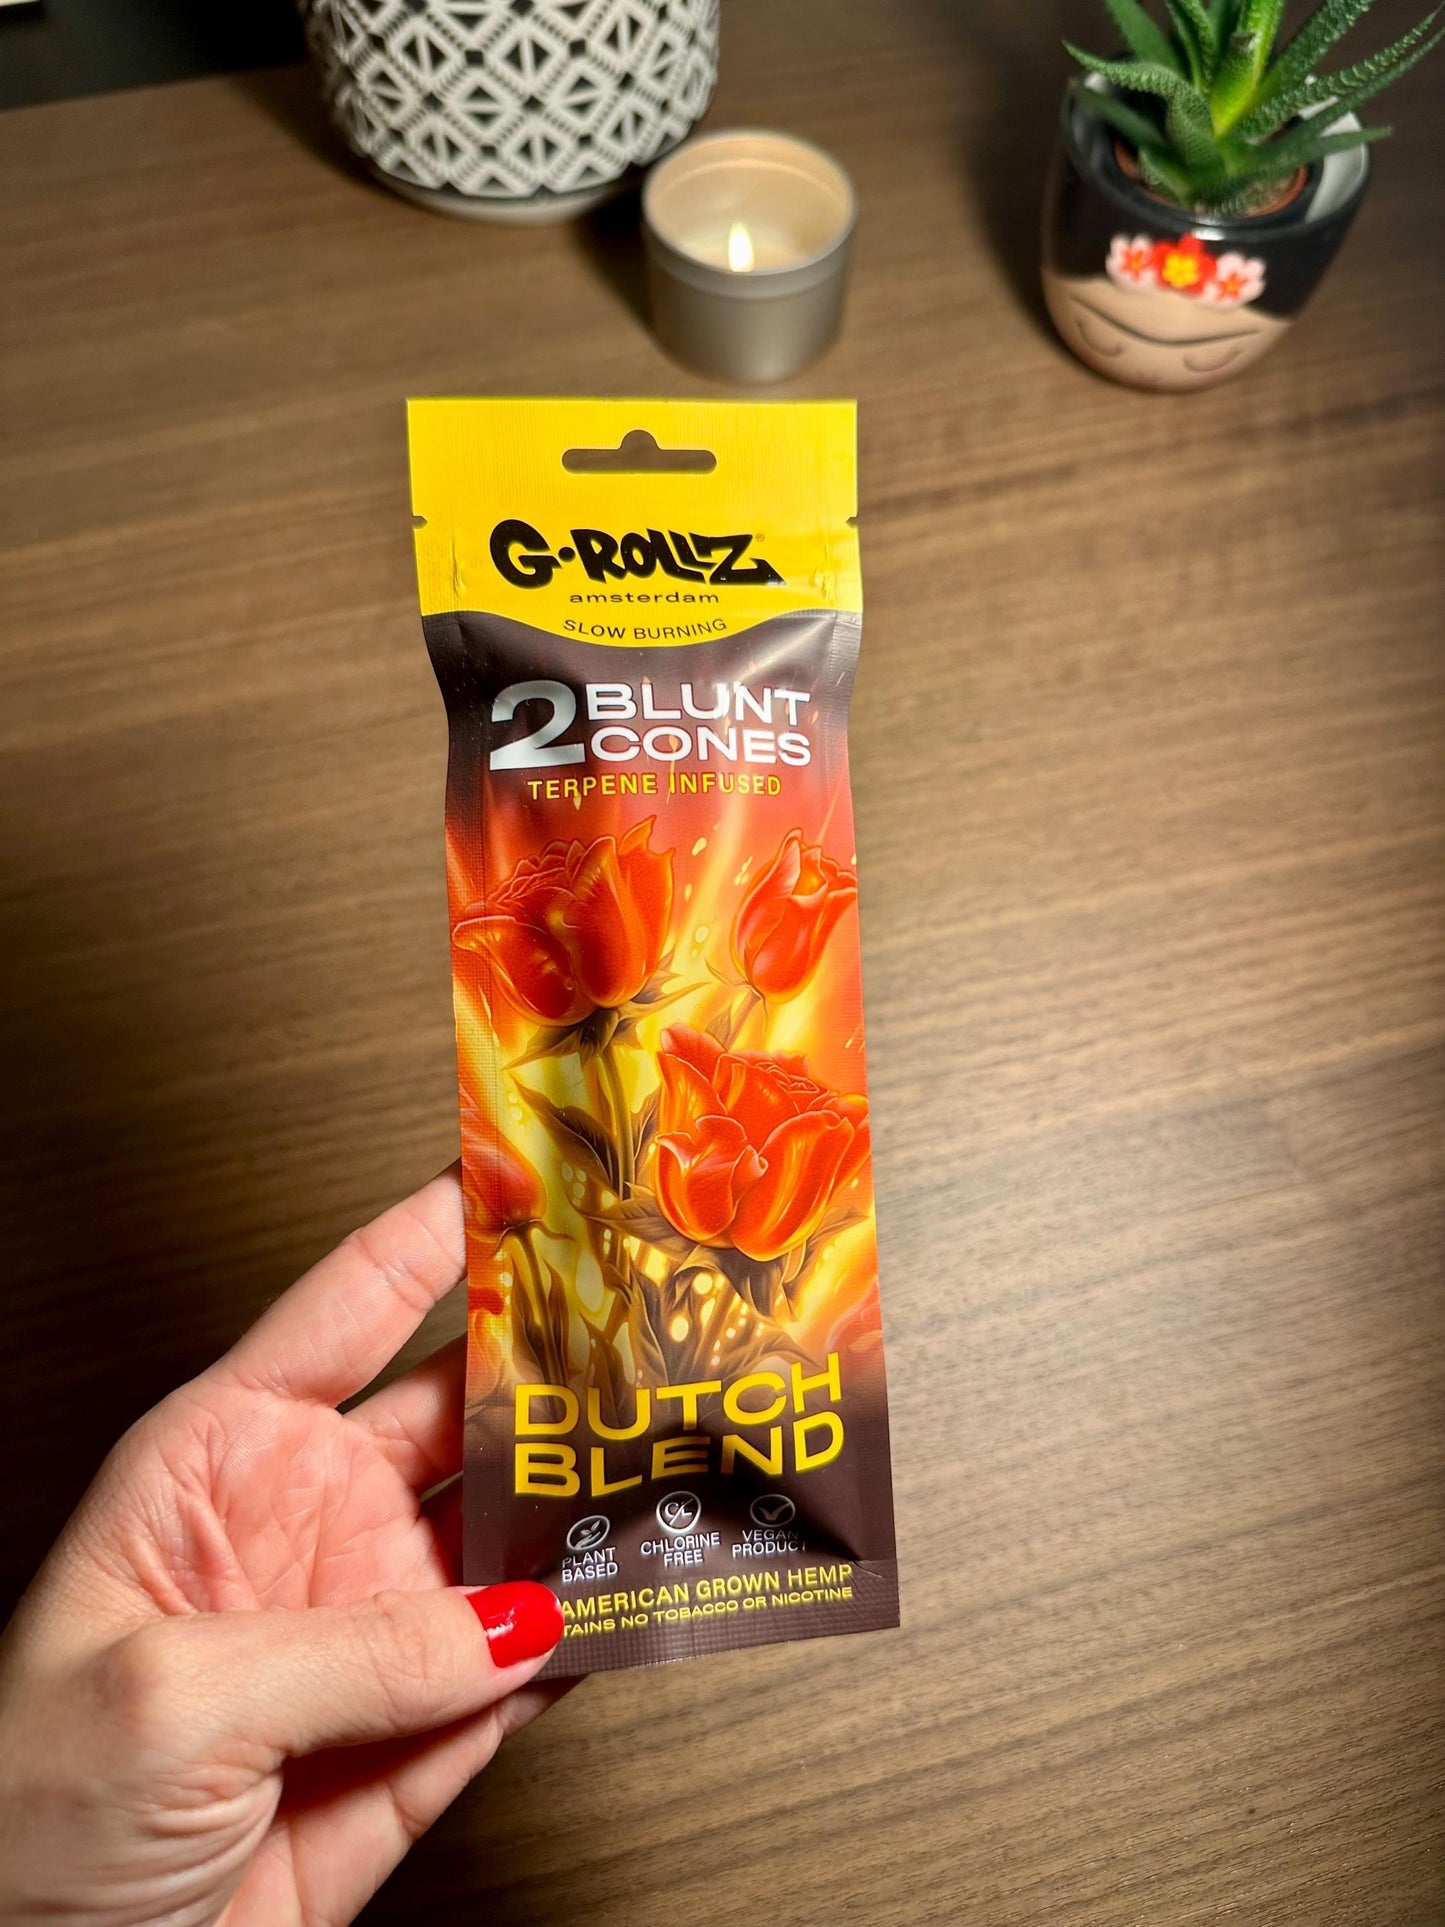 G·ROLLZ®
amsterdam
SLOW BURNING
2 BLUNT
CONES
TERPENE INFUSED
DUTCH
BLEND
PLANT
BASED
C/L
CHLORINE
FREE
VEGAN
PRODUCT
AMERICAN GROWN HEMP
TAINS NO TOBACCO OR NICOTINE